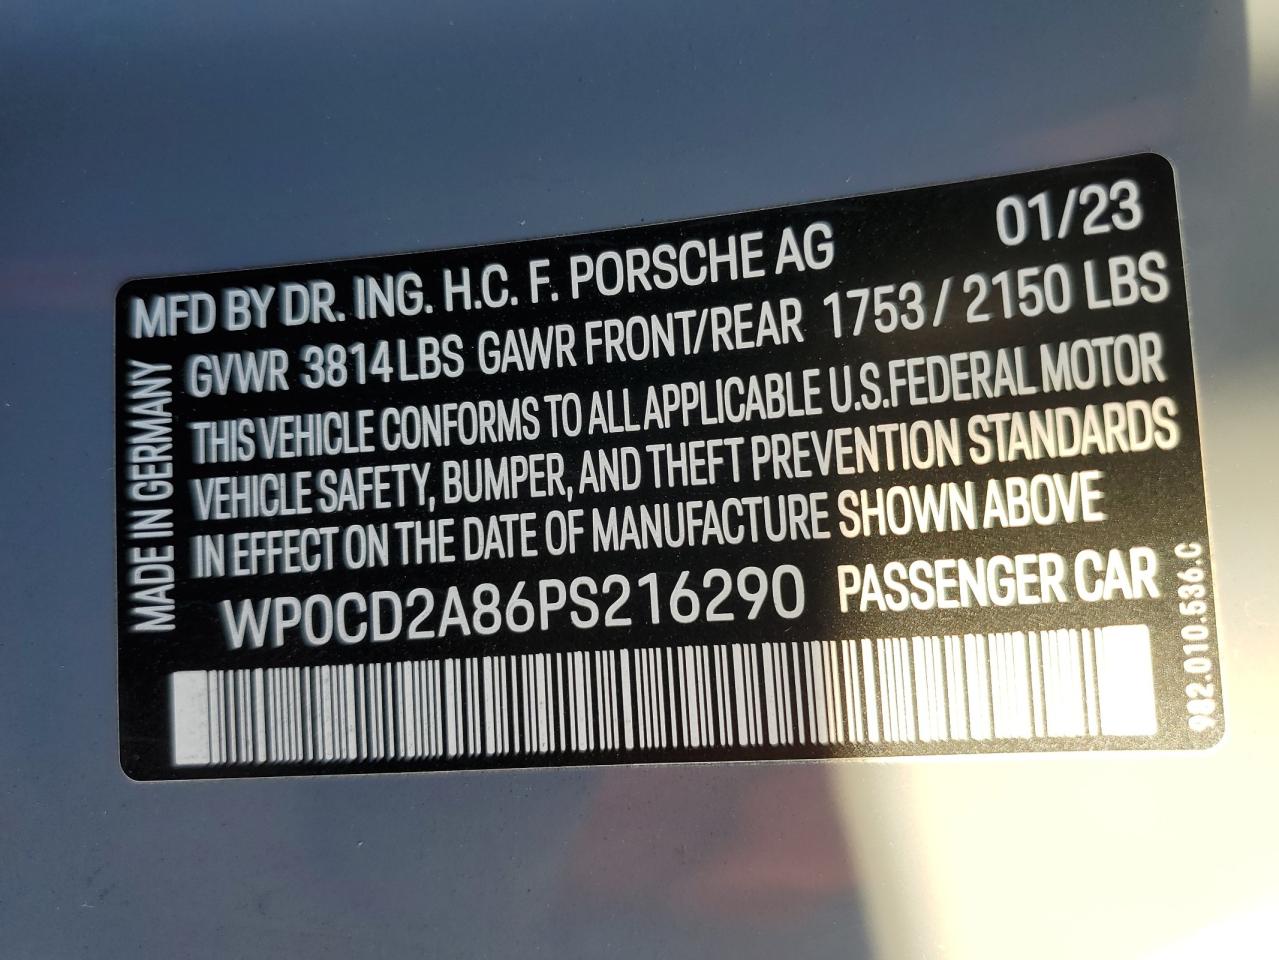 MFD BY DR. ING. H.C. F. PORSCHE AG 01/23
GVWR 3814 LBS GAWR FRONT/REAR 1753 / 2150 LBS
THIS VEHICLE CONFORMS TO ALL APPLICABLE U.S.FEDERAL MOTOR
VEHICLE SAFETY, BUMPER, AND THEFT PREVENTION STANDARDS
IN EFFECT ON THE DATE OF MANUFACTURE SHOWN ABOVE
WP0CD2A86PS216290 PASSENGER CAR
MADE IN GERMANY
982.010.536.C